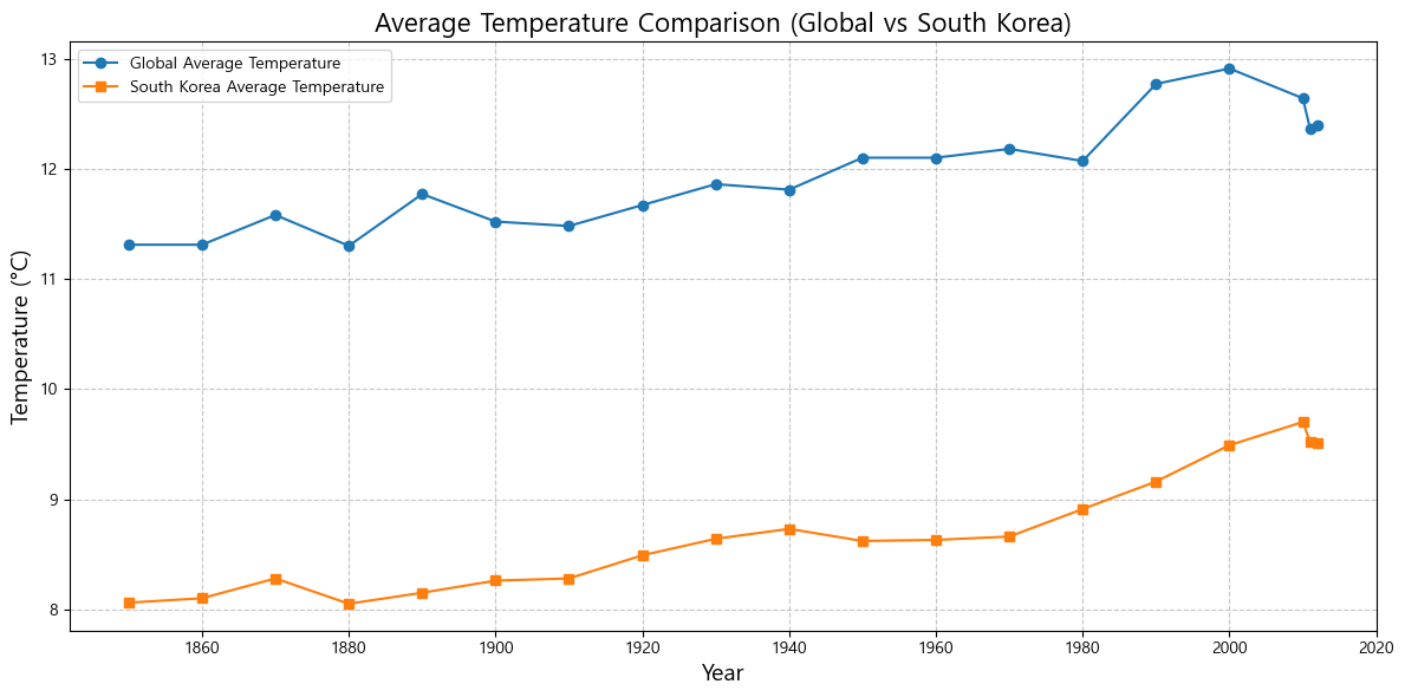 Average Temperature Comparison (Global vs South Korea)
Global Average Temperature
South Korea Average Temperature
Temperature (°C)
13
12
11
10
9
8
1860 1880 1900 1920 1940 1960 1980 2000 2020
Year